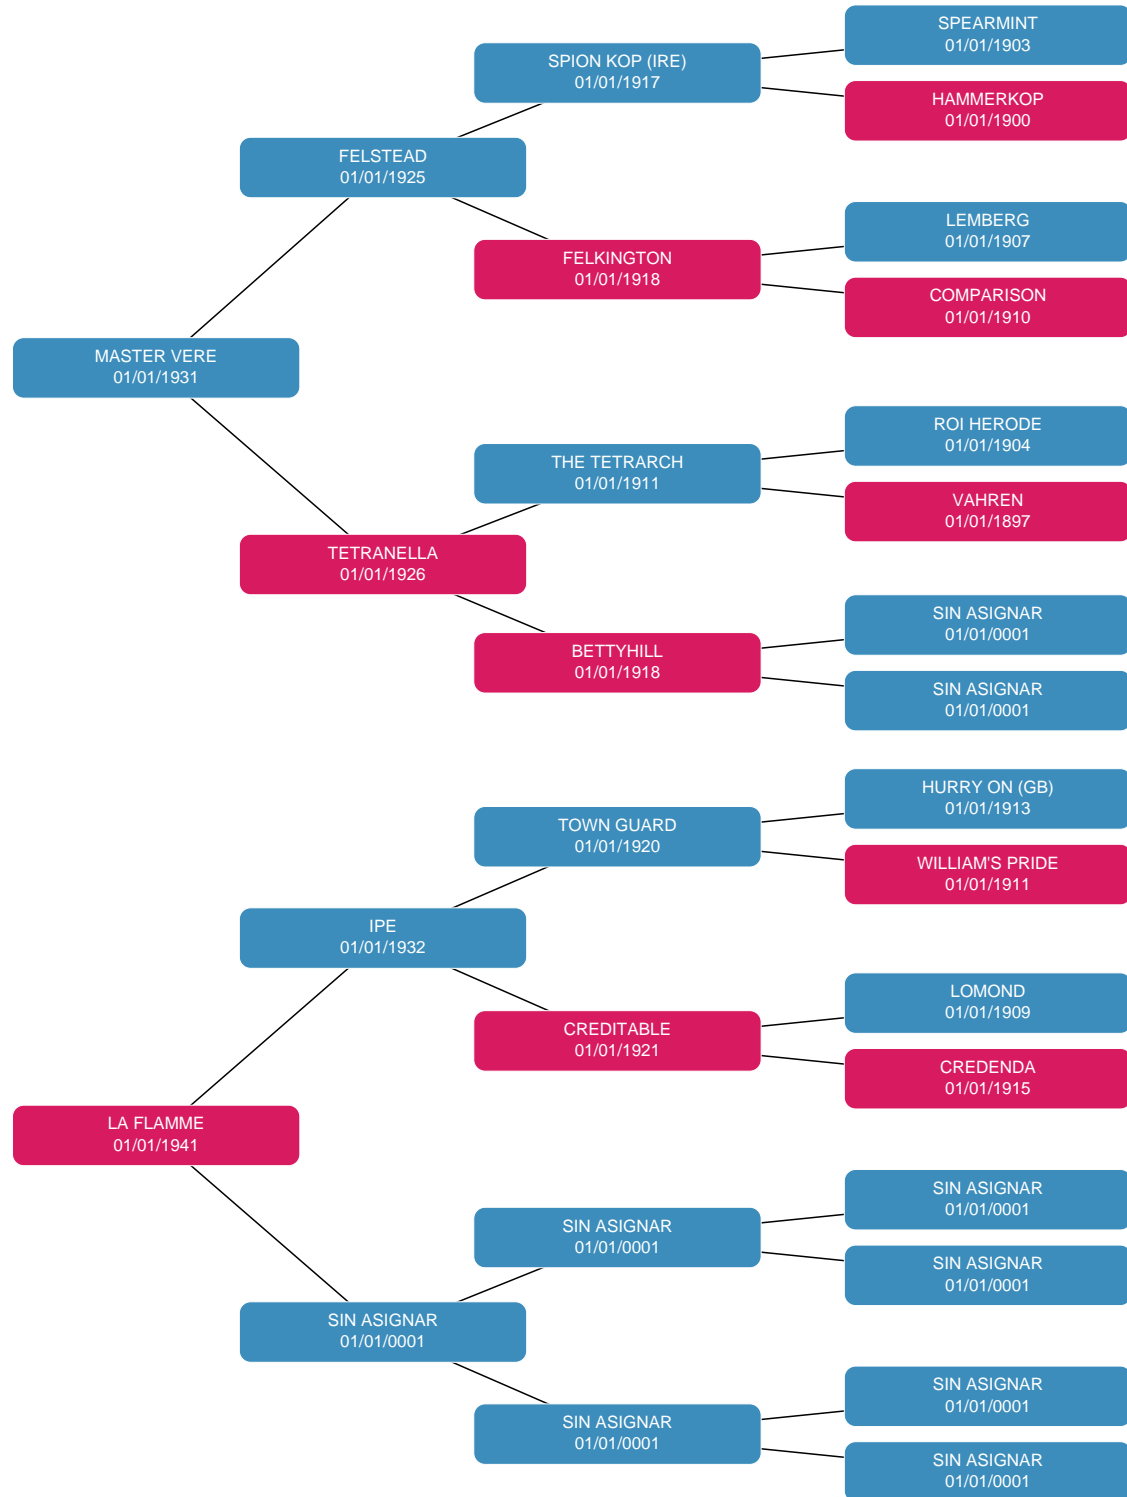 SPEARMINT
01/01/1903
SPION KOP (IRE)
01/01/1917
HAMMERKOP
01/01/1900
FELSTEAD
01/01/1925
LEMBERG
01/01/1907
FELKINGTON
01/01/1918
COMPARISON
01/01/1910
MASTER VERE
01/01/1931
ROI HERODE
01/01/1904
THE TETRARCH
01/01/1911
VAHREN
01/01/1897
TETRANELLA
01/01/1926
SIN ASIGNAR
01/01/0001
BETTYHILL
01/01/1918
SIN ASIGNAR
01/01/0001
HURRY ON (GB)
01/01/1913
TOWN GUARD
01/01/1920
WILLIAM'S PRIDE
01/01/1911
IPE
01/01/1932
LOMOND
01/01/1909
CREDITABLE
01/01/1921
CREDENDA
01/01/1915
LA FLAMME
01/01/1941
SIN ASIGNAR
01/01/0001
SIN ASIGNAR
01/01/0001
SIN ASIGNAR
01/01/0001
SIN ASIGNAR
01/01/0001
SIN ASIGNAR
01/01/0001
SIN ASIGNAR
01/01/0001
SIN ASIGNAR
01/01/0001